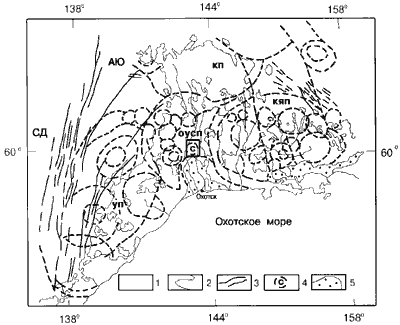 138° 144° 158°
АЮ
кп
кяп
СД
оусп
60° 60°
с
уп
Охотск
Охотское море
1 2 3 с 4 5
138° 144° 158°